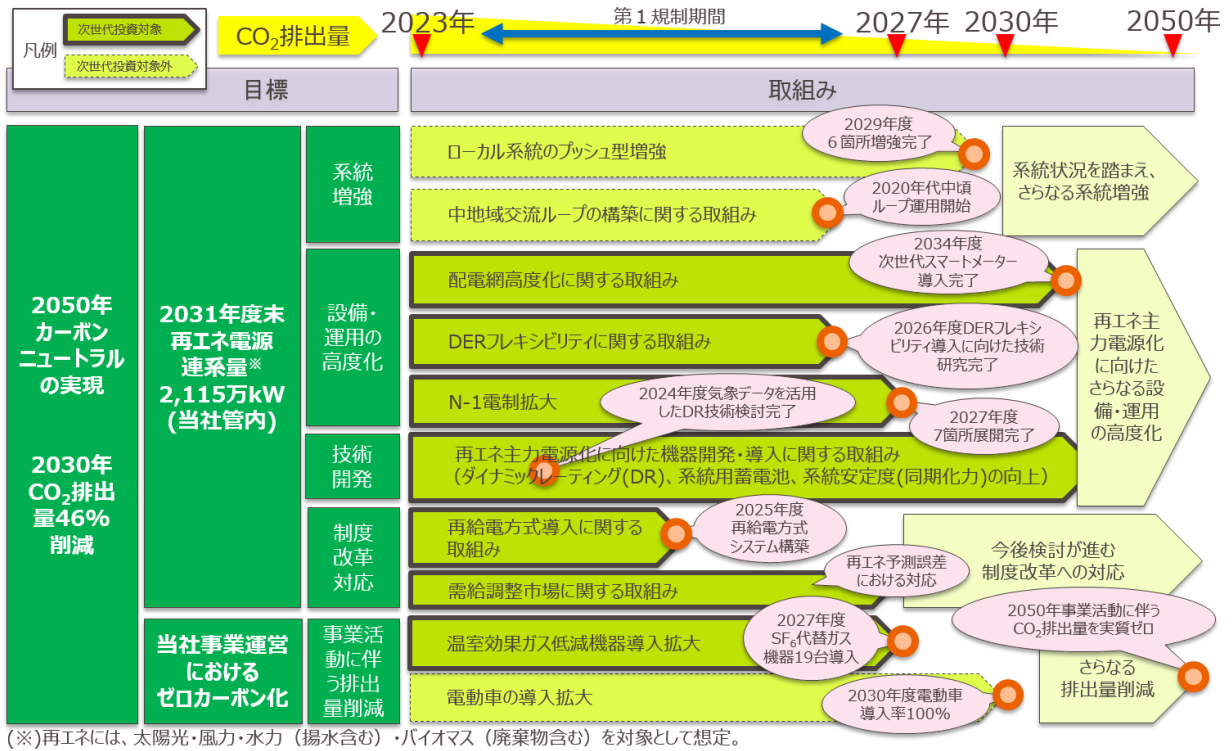 凡例
次世代投資対象
次世代投資対象外
CO2排出量
2023年
第１規制期間
2027年
2030年
2050年
目標
取組み
2050年
カーボン
ニュートラル
の実現
2030年
CO2排出
量46%
削減
2031年度末
再エネ電源
連系量※
2,115万kW
(当社管内)
系統
増強
ローカル系統のプッシュ型増強
2029年度
６箇所増強完了
中地域交流ループの構築に関する取組み
2020年代中頃
ループ運用開始
系統状況を踏まえ、
さらなる系統増強
設備・
運用の
高度化
配電網高度化に関する取組み
2034年度
次世代スマートメーター
導入完了
DERフレキシビリティに関する取組み
2026年度DERフレキシ
ビリティ導入に向けた技術
研究完了
N-1電制拡大
2024年度気象データを活用
したDR技術検討完了
2027年度
7箇所展開完了
再エネ主
力電源化
に向けた
さらなる設
備・運用
の高度化
技術
開発
再エネ主力電源化に向けた機器開発・導入に関する取組み
（ダイナミックレーティング(DR)、系統用蓄電池、系統安定度(同期化力)の向上）
制度
改革
対応
再給電方式導入に関する
取組み
2025年度
再給電方式
システム構築
需給調整市場に関する取組み
再エネ予測誤差
における対応
今後検討が進む
制度改革への対応
当社事業運営
における
ゼロカーボン化
事業活
動に伴
う排出
量削減
温室効果ガス低減機器導入拡大
2027年度
SF6代替ガス
機器19台導入
電動車の導入拡大
2030年度電動車
導入率100%
2050年事業活動に伴う
CO2排出量を実質ゼロ
さらなる
排出量削減
(※)再エネには、太陽光・風力・水力（揚水含む）・バイオマス（廃棄物含む）を対象として想定。